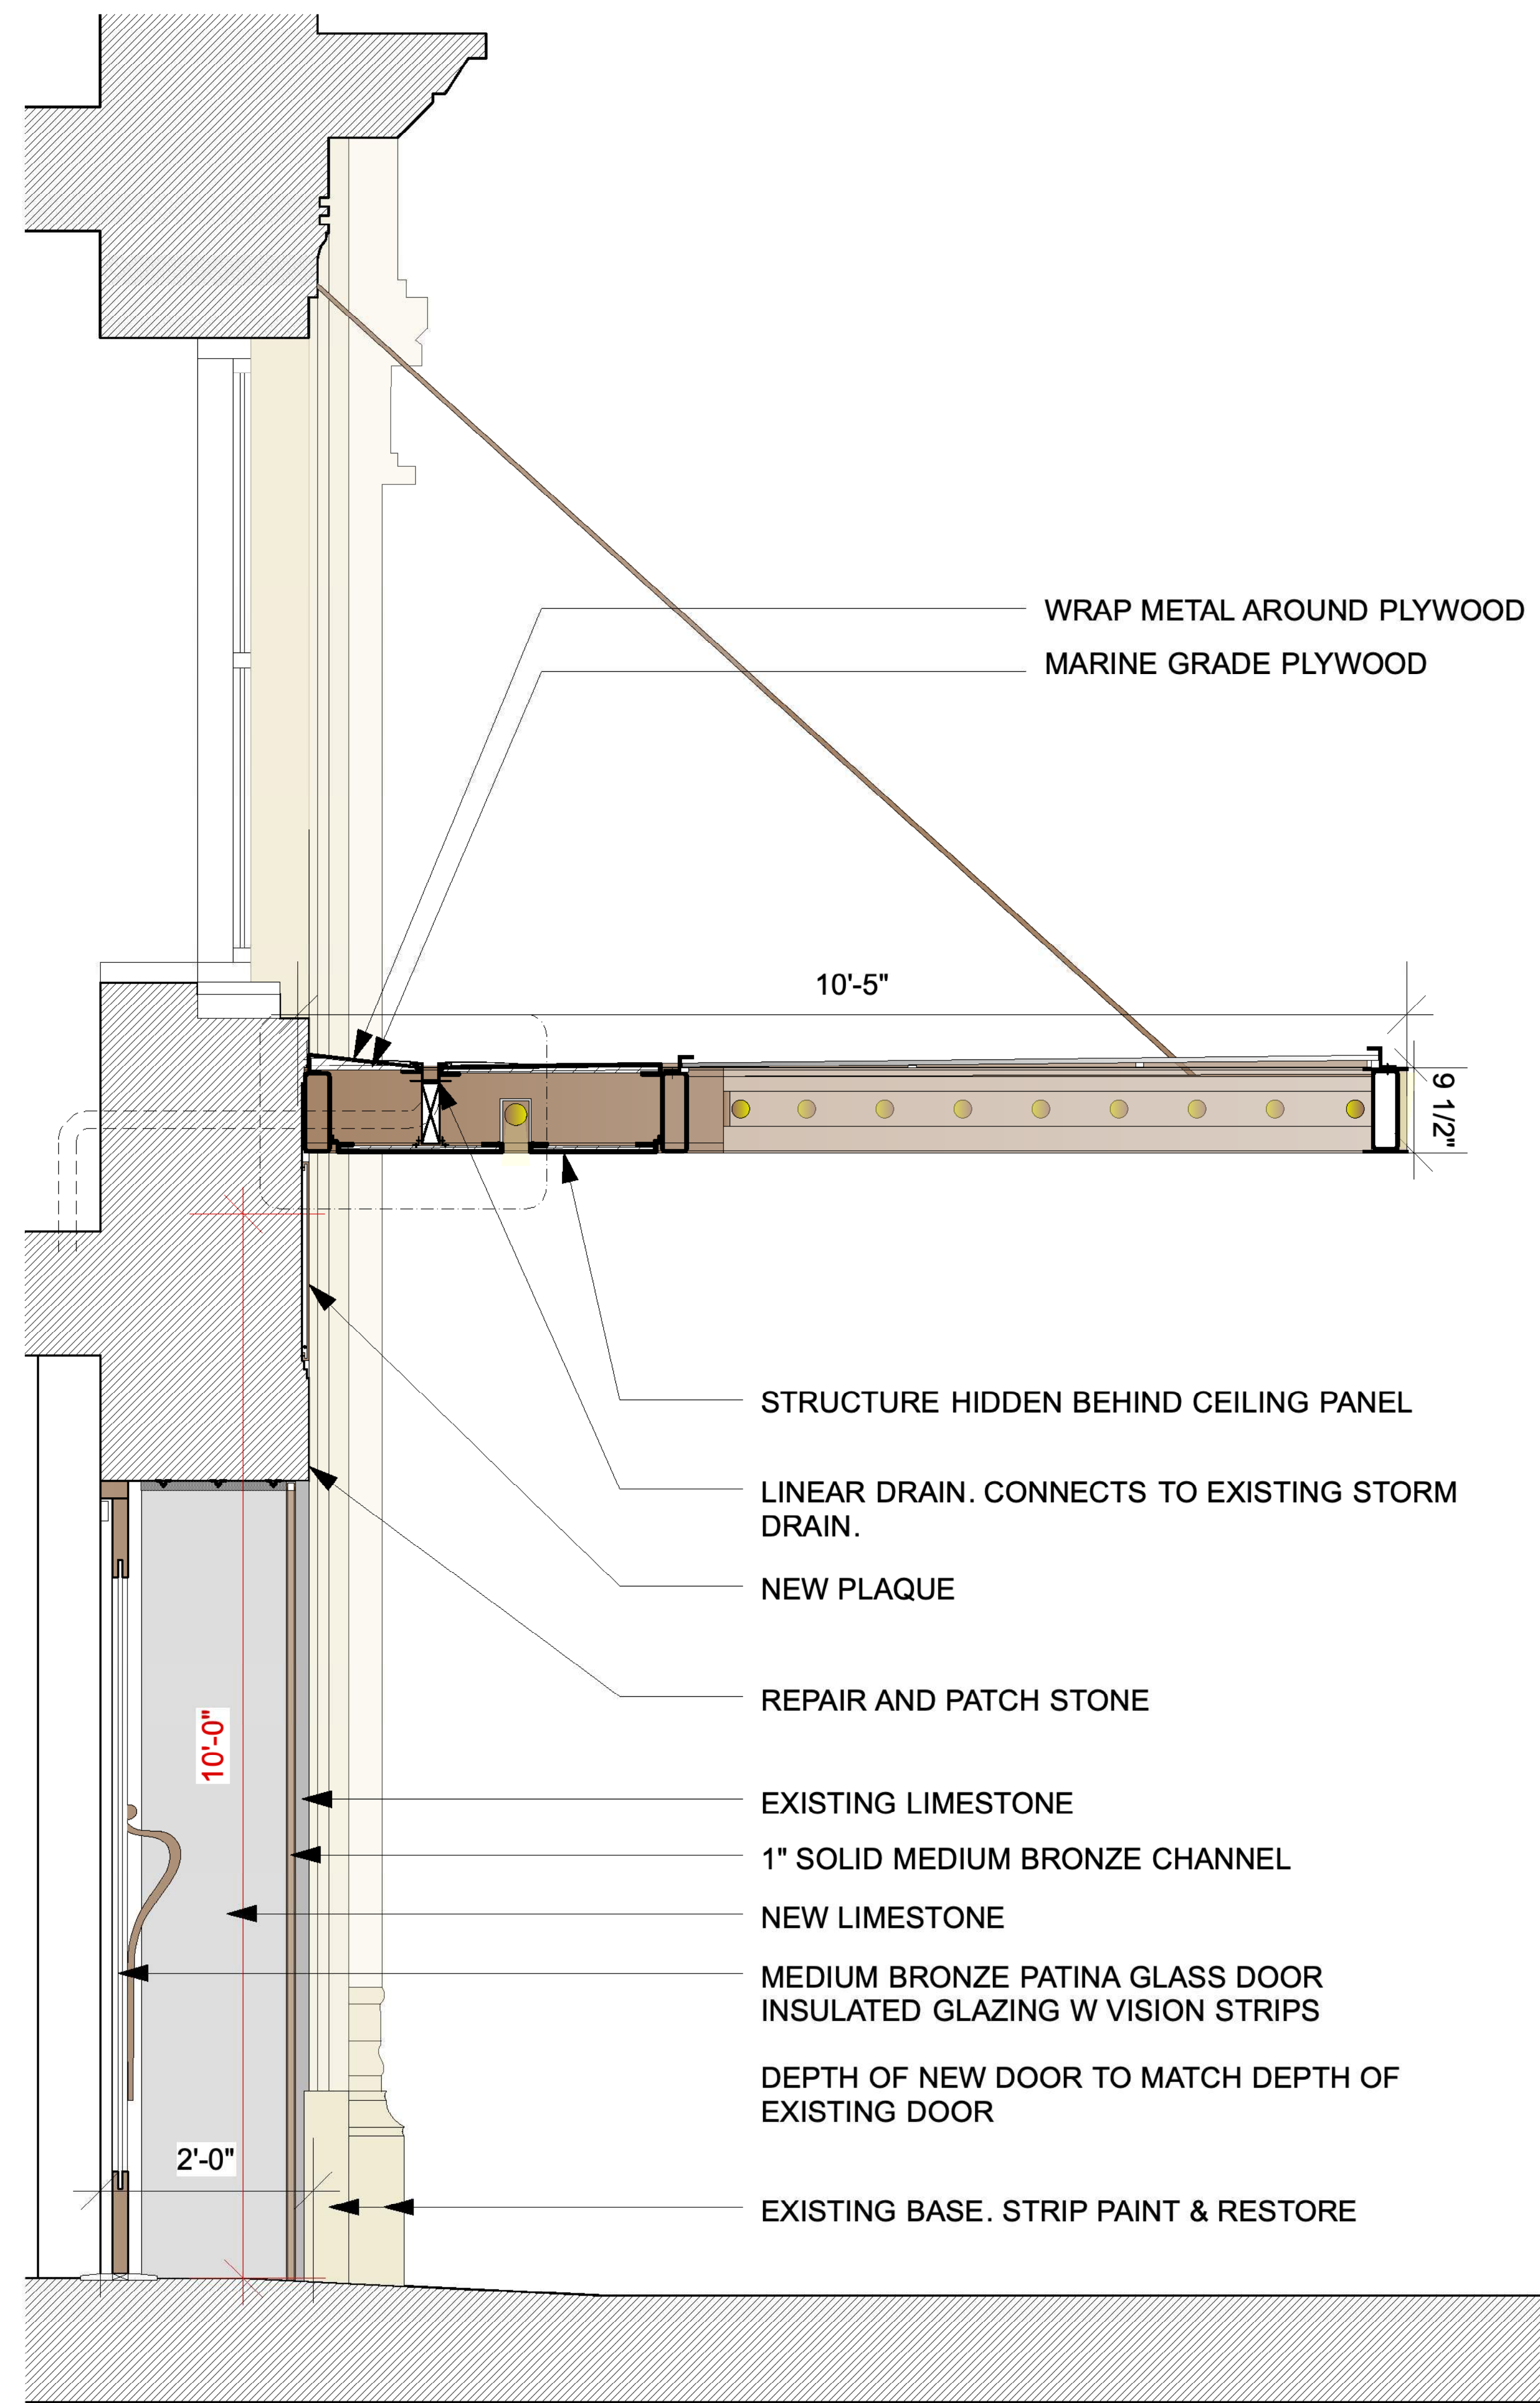 WRAP METAL AROUND PLYWOOD
MARINE GRADE PLYWOOD
10'-5"
9 1/2"
STRUCTURE HIDDEN BEHIND CEILING PANEL
LINEAR DRAIN. CONNECTS TO EXISTING STORM
DRAIN.
NEW PLAQUE
REPAIR AND PATCH STONE
10'-0"
EXISTING LIMESTONE
1" SOLID MEDIUM BRONZE CHANNEL
NEW LIMESTONE
MEDIUM BRONZE PATINA GLASS DOOR
INSULATED GLAZING W VISION STRIPS
DEPTH OF NEW DOOR TO MATCH DEPTH OF
EXISTING DOOR
2'-0"
EXISTING BASE. STRIP PAINT & RESTORE